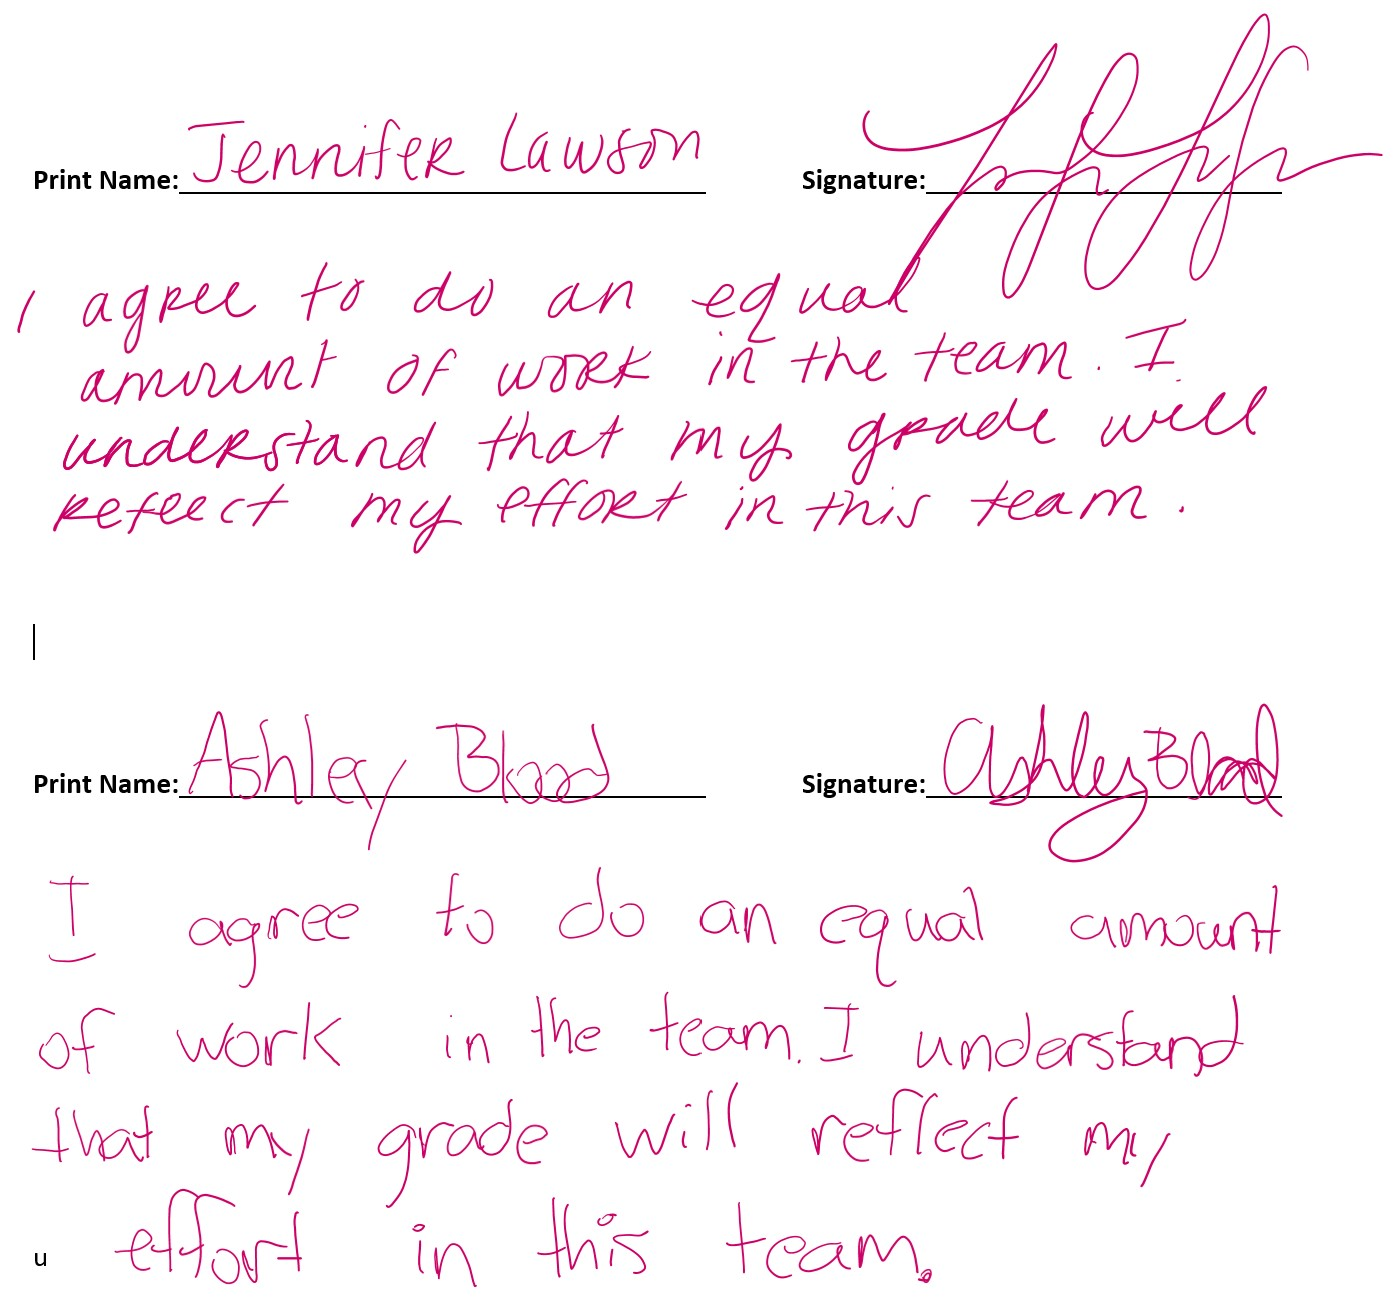 Print Name: Jennifer Lawson Signature:
I agree to do an equal
amount of work in the team. I
understand that my grade will
reflect my effort in this team.
Print Name: Ashley Blood Signature: Ashley Blood
I agree to do an equal amount
of work in the team. I understand
that my grade will reflect my
u effort in this team.